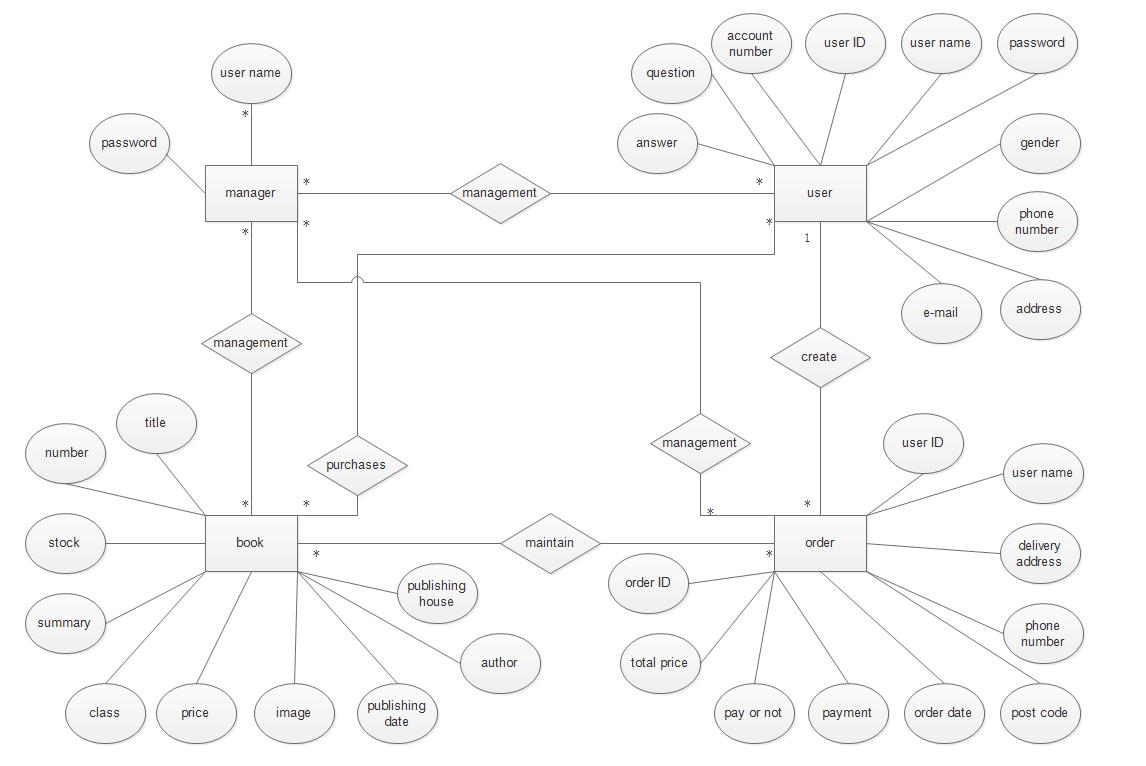 account
number
user ID
user name
password
user name
question
password
answer
gender
*
manager
*
management
*
user
*
*
*
*
1
phone
number
e-mail
address
management
create
title
number
user ID
management
purchases
user name
*
*
*
*
stock
book
*
maintain
*
order
delivery
address
publishing
house
order ID
summary
phone
number
author
total price
class
price
image
publishing
date
pay or not
payment
order date
post code